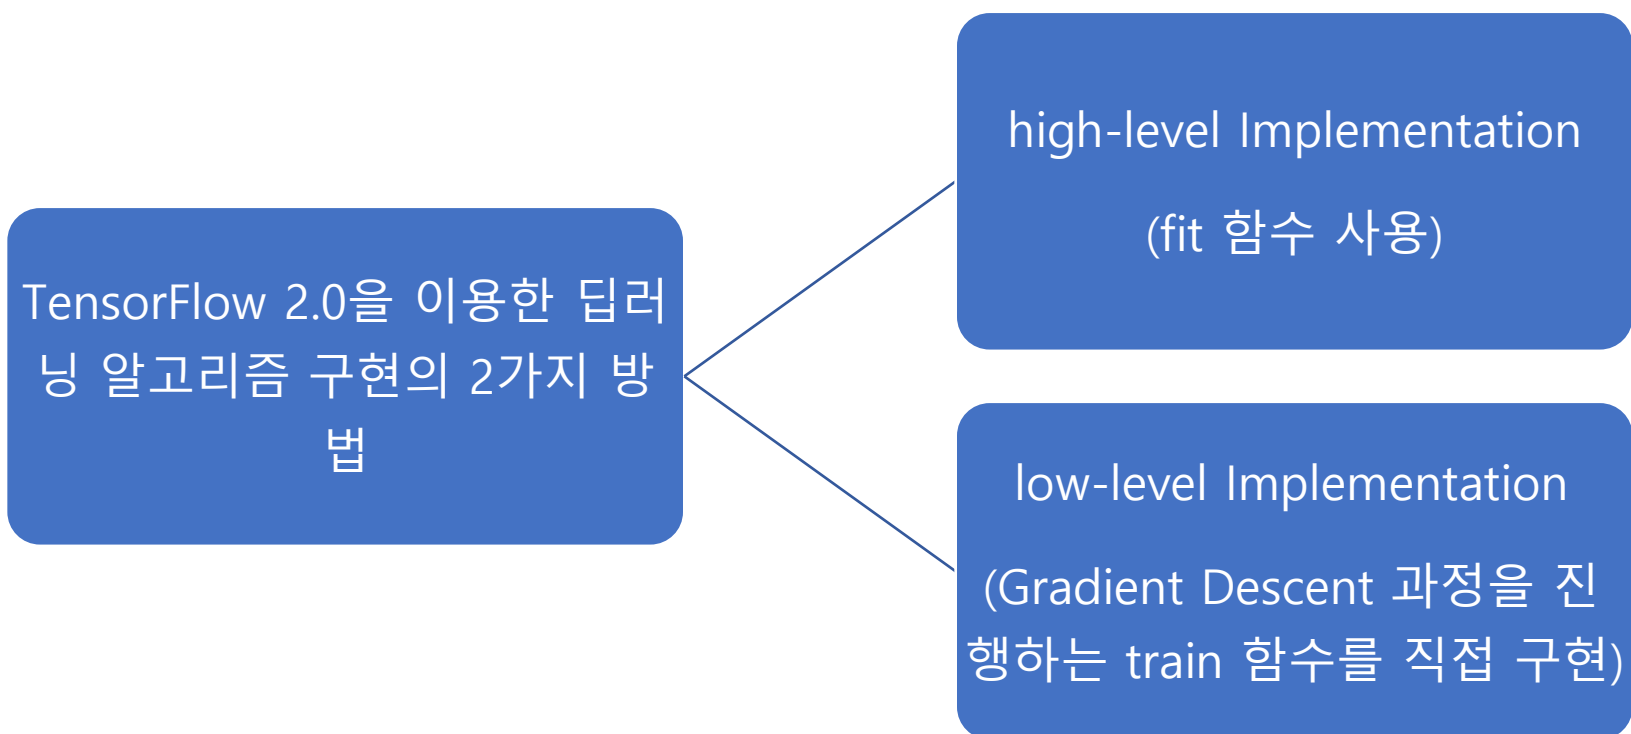 TensorFlow 2.0을 이용한 딥러
닝 알고리즘 구현의 2가지 방
법
high-level Implementation
(fit 함수 사용)
low-level Implementation
(Gradient Descent 과정을 진
행하는 train 함수를 직접 구현)